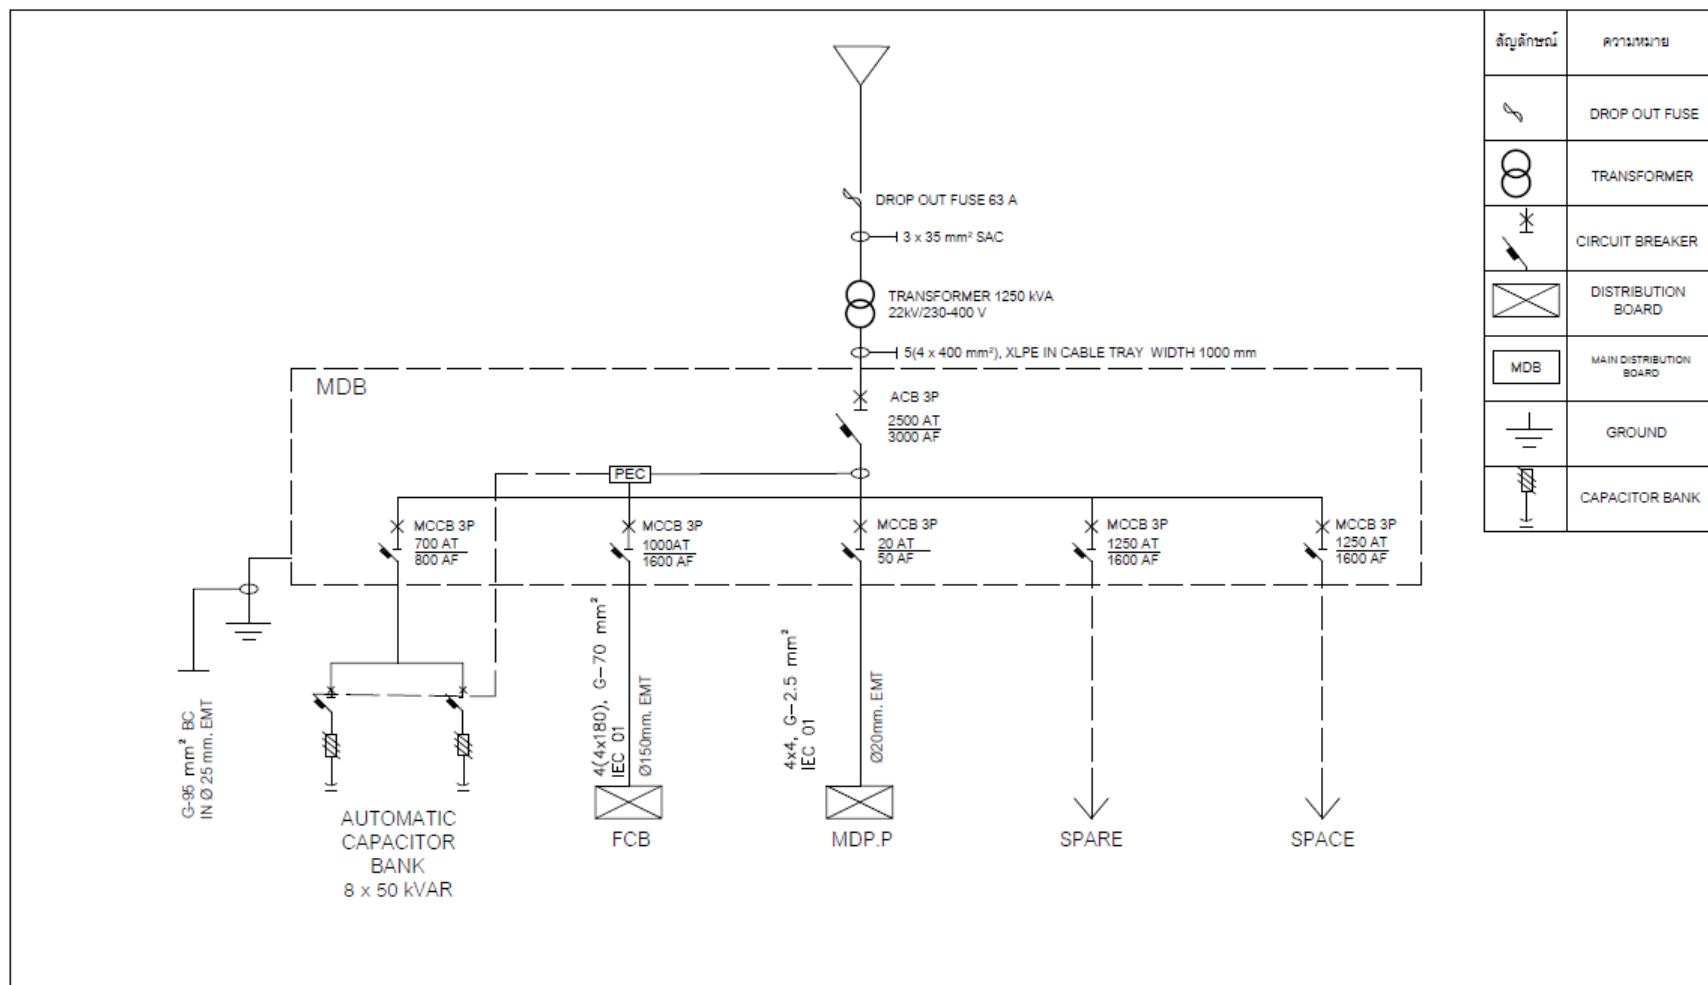 สัญลักษณ์ ความหมาย
DROP OUT FUSE
TRANSFORMER
CIRCUIT BREAKER
DISTRIBUTION
BOARD
MDB
MAIN DISTRIBUTION
BOARD
GROUND
CAPACITOR BANK
DROP OUT FUSE 63 A
3 x 35 mm² SAC
TRANSFORMER 1250 kVA
22kV/230-400 V
5(4 x 400 mm²), XLPE IN CABLE TRAY WIDTH 1000 mm
MDB
ACB 3P
2500 AT
3000 AF
PEC
MCCB 3P
700 AT
800 AF
MCCB 3P
1000AT
1600 AF
MCCB 3P
20 AT
50 AF
MCCB 3P
1250 AT
1600 AF
MCCB 3P
1250 AT
1600 AF
G-95 mm² BC
IN Ø 25 mm. EMT
4(4x180), G-70 mm²
IEC 01
Ø150mm. EMT
4x4, G-2.5 mm²
IEC 01
Ø20mm. EMT
AUTOMATIC
CAPACITOR
BANK
8 x 50 kVAR
FCB
MDP.P
SPARE
SPACE